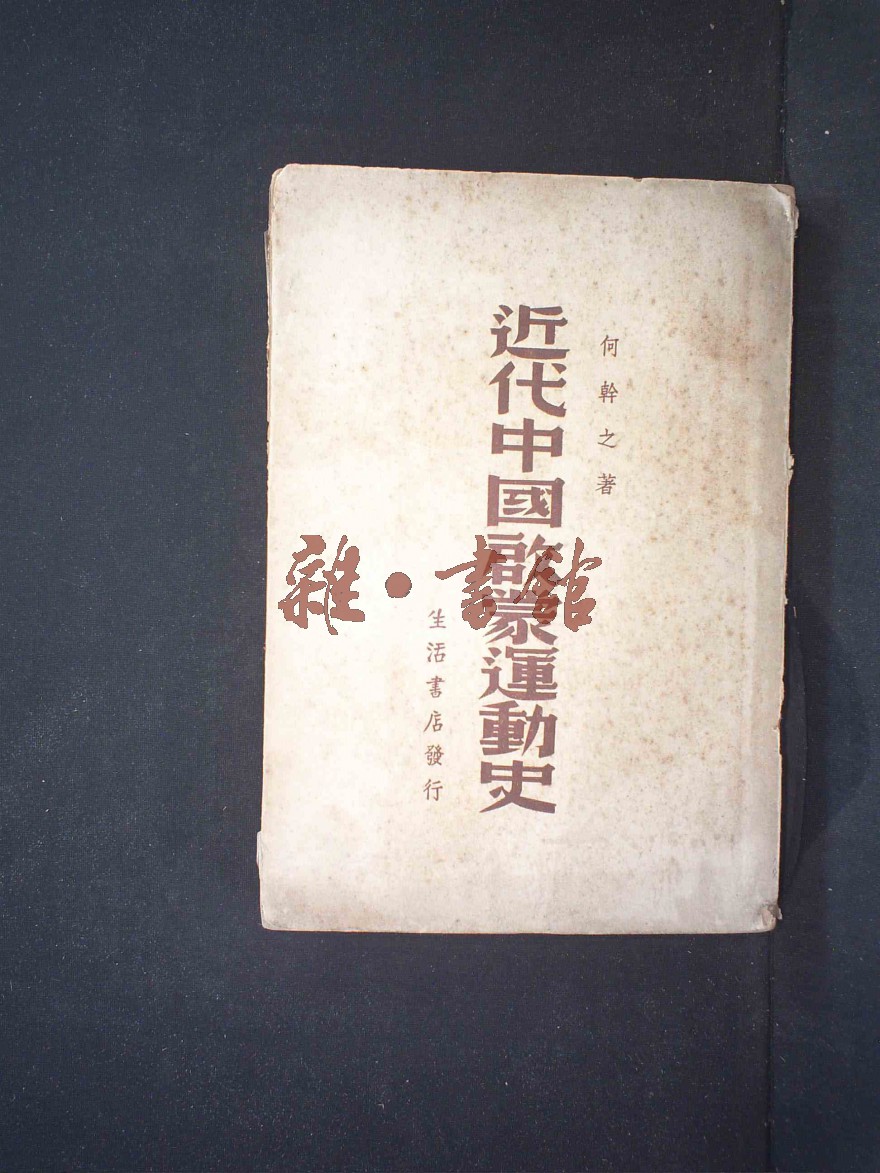 何幹之著
近代中國啟蒙運動史
生活書店發行
雜·書館